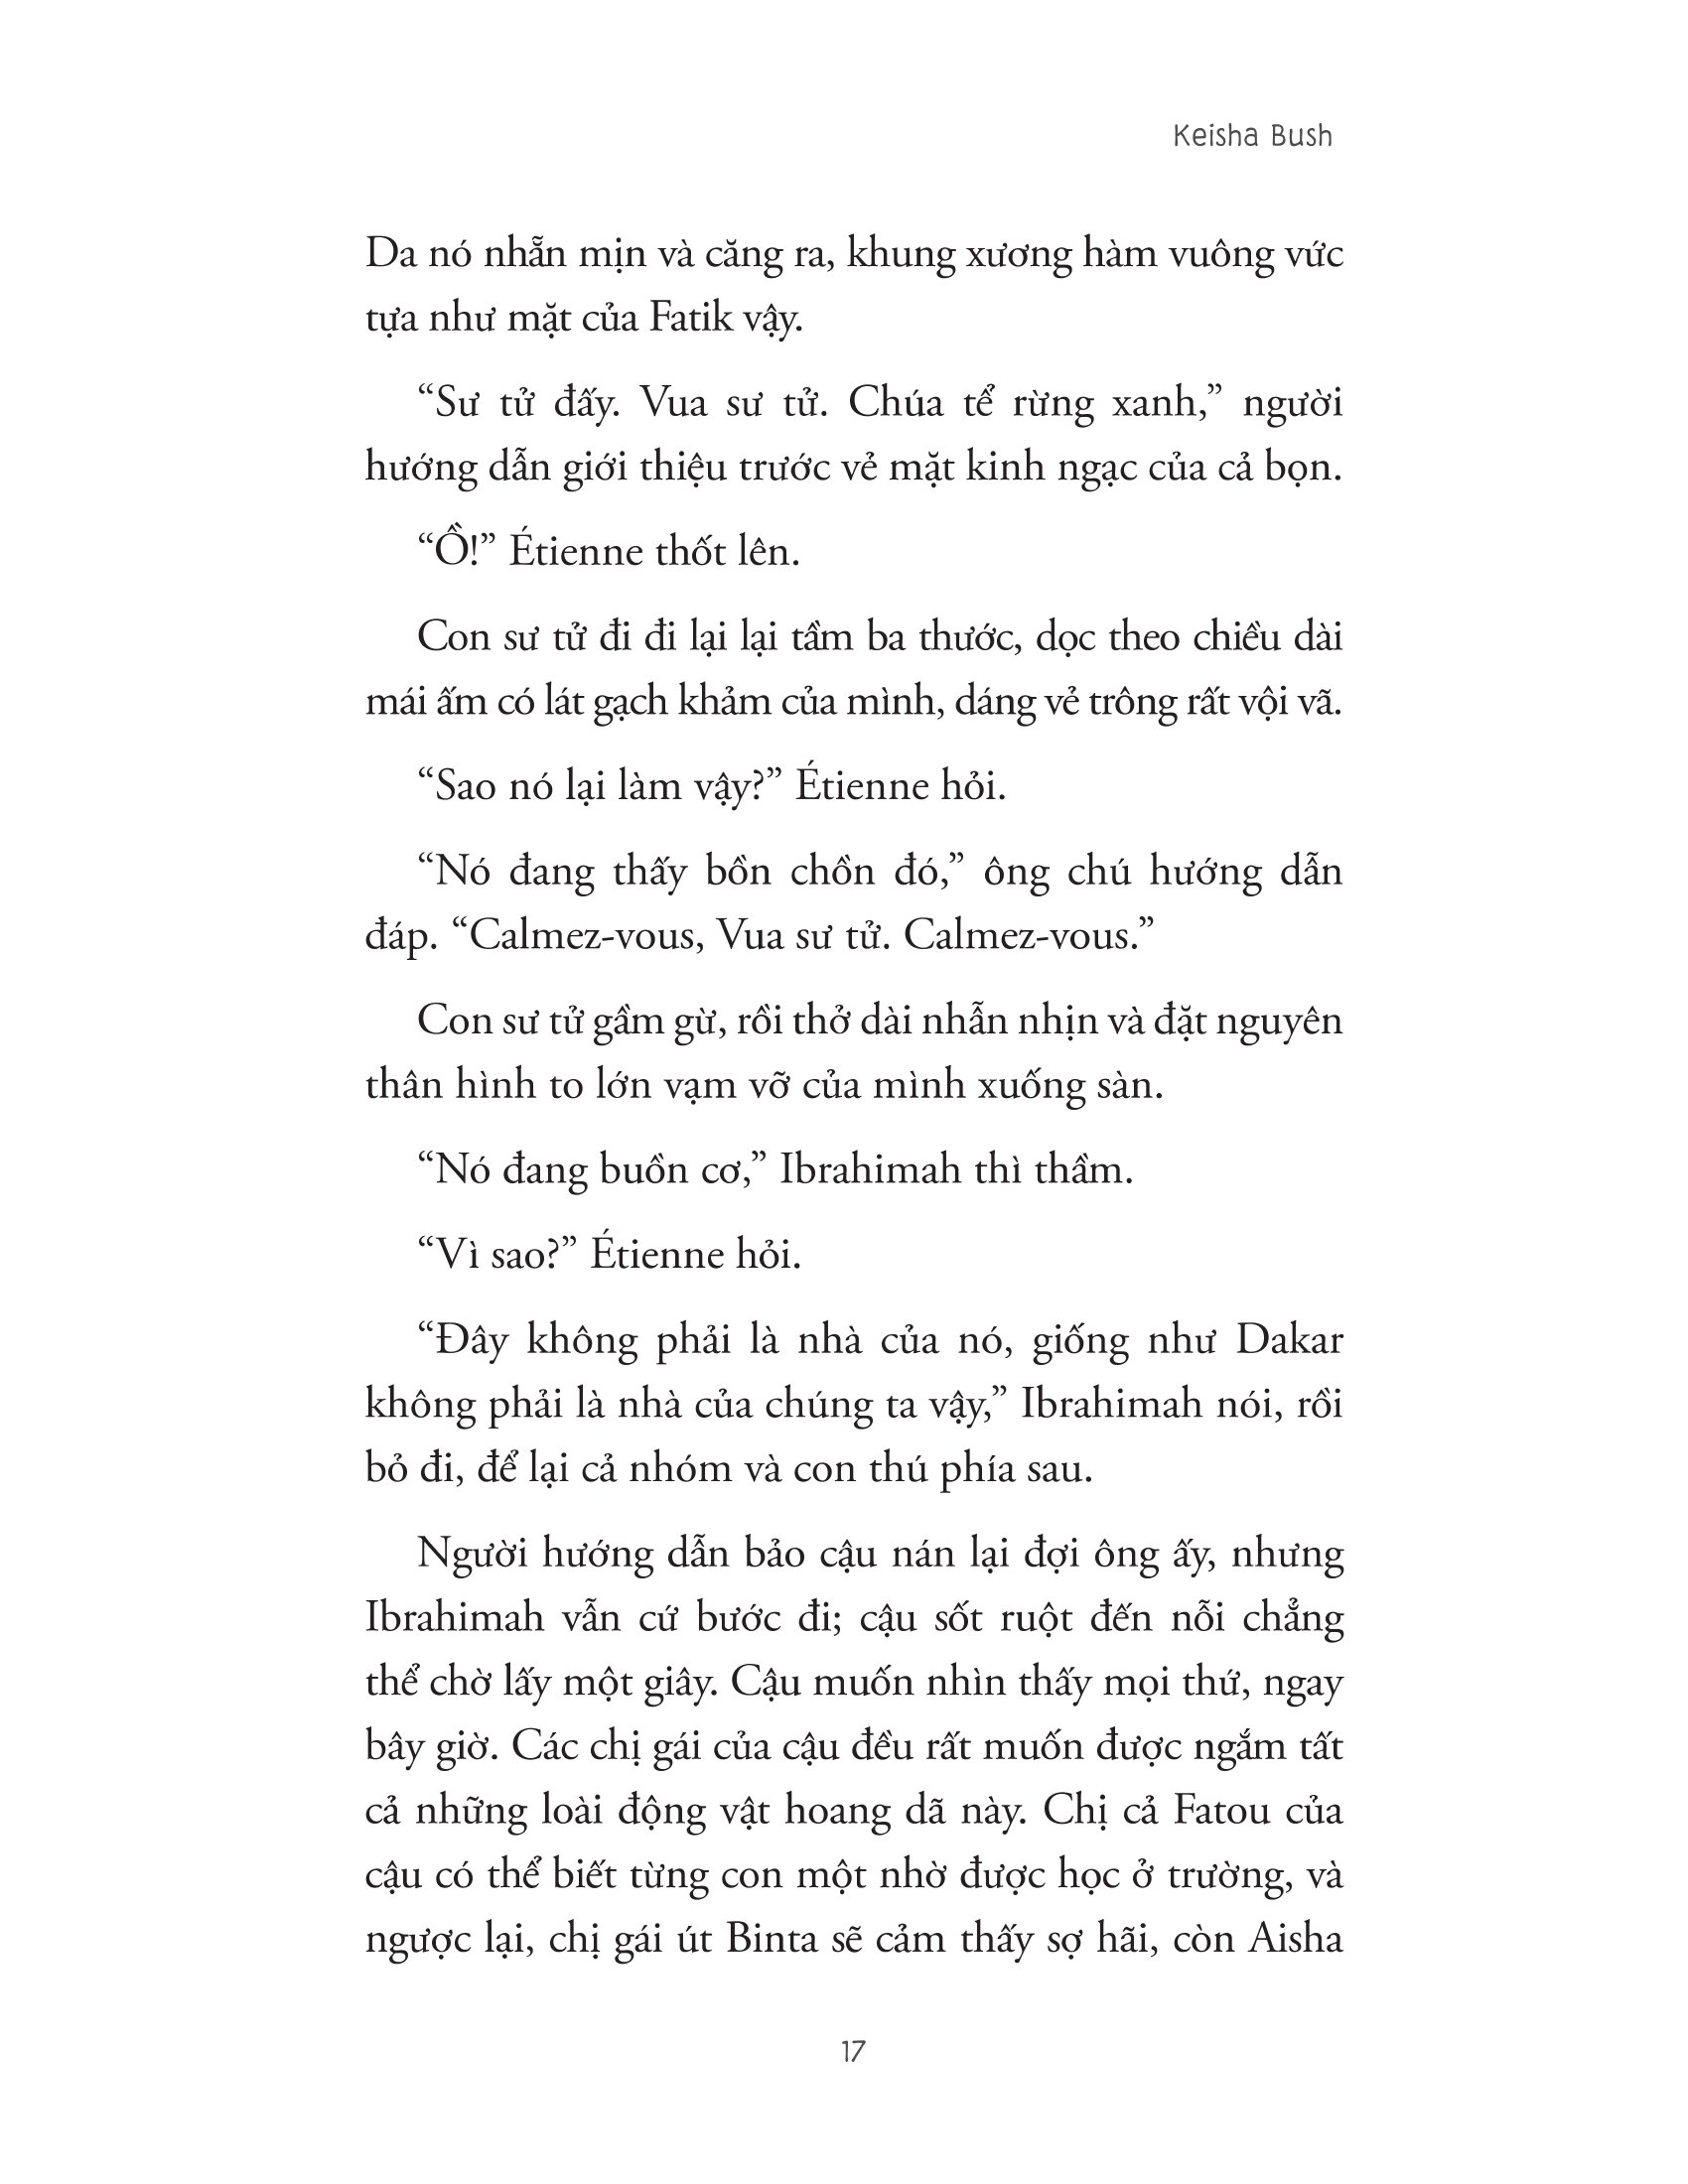 Keisha Bush
Da nó nhẵn mịn và căng ra, khung xương hàm vuông vức
tựa như mặt của Fatik vậy.
“Sư tử đấy. Vua sư tử. Chúa tể rừng xanh,” người
hướng dẫn giới thiệu trước vẻ mặt kinh ngạc của cả bọn.
“Ồ!” Étienne thốt lên.
Con sư tử đi đi lại lại tầm ba thước, dọc theo chiều dài
mái ấm có lát gạch khảm của mình, dáng vẻ trông rất vội vã.
“Sao nó lại làm vậy?” Étienne hỏi.
“Nó đang thấy bồn chồn đó,” ông chú hướng dẫn
đáp. “Calmez-vous, Vua sư tử. Calmez-vous.”
Con sư tử gầm gừ, rồi thở dài nhẫn nhịn và đặt nguyên
thân hình to lớn vạm vỡ của mình xuống sàn.
“Nó đang buồn cơ,” Ibrahimah thì thầm.
“Vì sao?” Étienne hỏi.
“Đây không phải là nhà của nó, giống như Dakar
không phải là nhà của chúng ta vậy,” Ibrahimah nói, rồi
bỏ đi, để lại cả nhóm và con thú phía sau.
Người hướng dẫn bảo cậu nán lại đợi ông ấy, nhưng
Ibrahimah vẫn cứ bước đi; cậu sốt ruột đến nỗi chẳng
thể chờ lấy một giây. Cậu muốn nhìn thấy mọi thứ, ngay
bây giờ. Các chị gái của cậu đều rất muốn được ngắm tất
cả những loài động vật hoang dã này. Chị cả Fatou của
cậu có thể biết từng con một nhờ được học ở trường, và
ngược lại, chị gái út Binta sẽ cảm thấy sợ hãi, còn Aisha
17